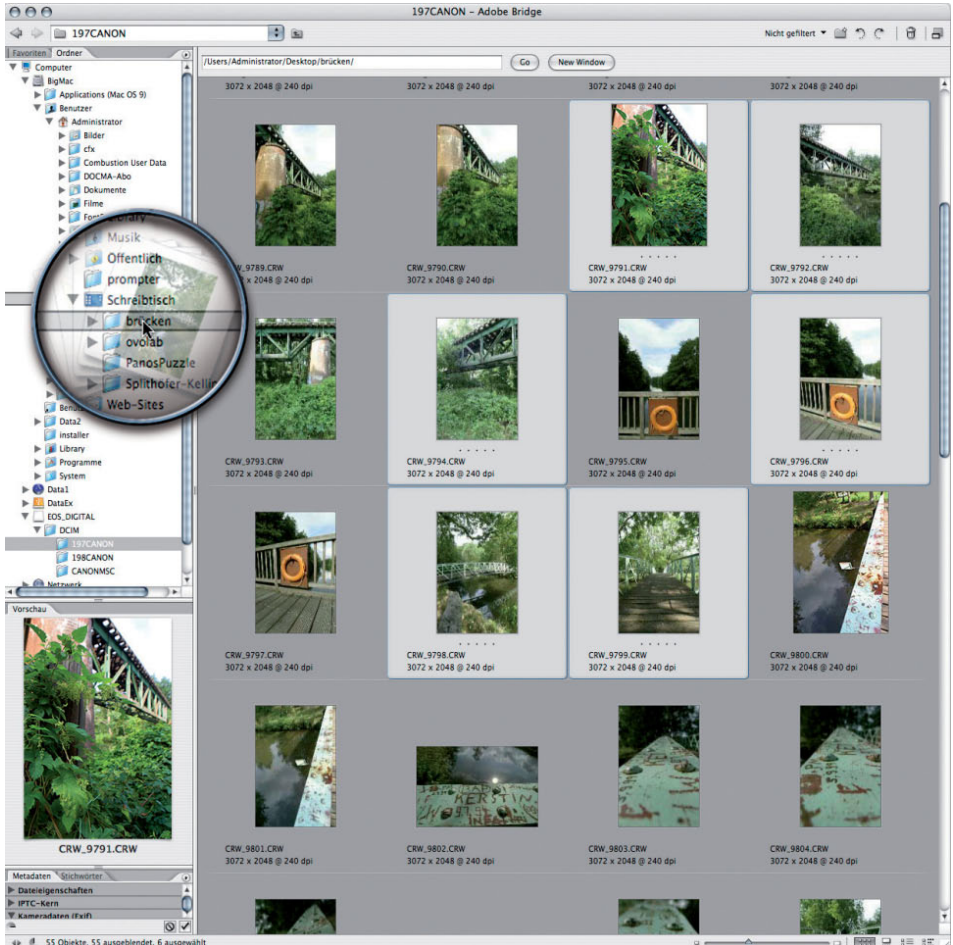 197CANON – Adobe Bridge
197CANON
Nicht gefiltert
Favoriten Ordner
/Users/Administrator/Desktop/brücken/
Go
New Window
Computer
BigMac
Applications (Mac OS 9)
Benutzer
Administrator
Bilder
cfx
Combustion User Data
DOCMA-Abo
Dokumente
Filme
Musik
Öffentlich
prompter
Schreibtisch
brücken
ovolab
PanosPuzzle
Splithofer-Kellin
Web-Sites
Data2
installer
Library
Programme
System
Data1
DataEx
EOS_DIGITAL
DCIM
197CANON
198CANON
CANONMSC
Netzwerk
Vorschau
CRW_9791.CRW
Metadaten Stichwörter
Dateieigenschaften
IPTC-Kern
Kameradaten (Exif)
55 Objekte, 55 ausgeblendet, 6 ausgewählt
3072 x 2048 @ 240 dpi
3072 x 2048 @ 240 dpi
3072 x 2048 @ 240 dpi
3072 x 2048 @ 240 dpi
W_9789.CRW
CRW_9790.CRW
CRW_9791.CRW
CRW_9792.CRW
3072 x 2048 @ 240 dpi
3072 x 2048 @ 240 dpi
3072 x 2048 @ 240 dpi
3072 x 2048 @ 240 dpi
CRW_9793.CRW
CRW_9794.CRW
CRW_9795.CRW
CRW_9796.CRW
3072 x 2048 @ 240 dpi
3072 x 2048 @ 240 dpi
3072 x 2048 @ 240 dpi
3072 x 2048 @ 240 dpi
CRW_9797.CRW
CRW_9798.CRW
CRW_9799.CRW
CRW_9800.CRW
3072 x 2048 @ 240 dpi
3072 x 2048 @ 240 dpi
3072 x 2048 @ 240 dpi
3072 x 2048 @ 240 dpi
KERSTIN
CRW_9801.CRW
CRW_9802.CRW
CRW_9803.CRW
CRW_9804.CRW
3072 x 2048 @ 240 dpi
3072 x 2048 @ 240 dpi
3072 x 2048 @ 240 dpi
3072 x 2048 @ 240 dpi